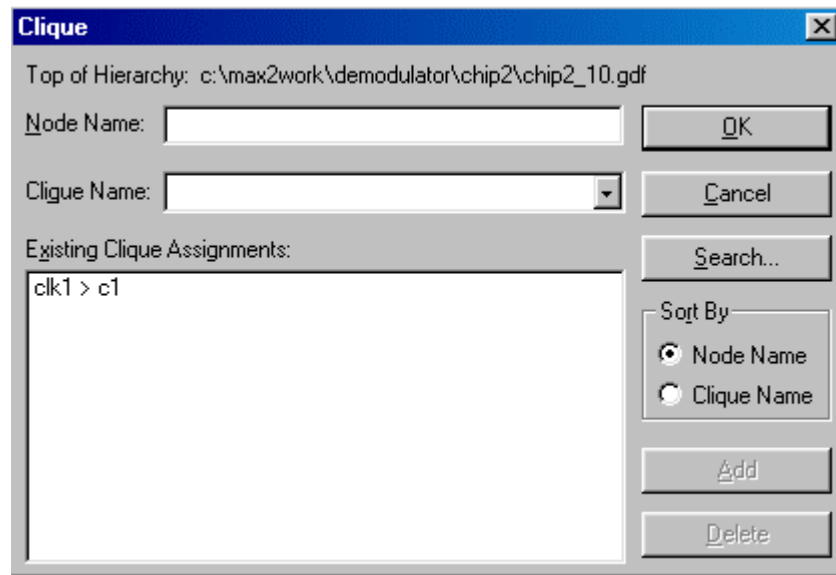 Clique
Top of Hierarchy: c:\max2work\demodulator\chip2\chip2_10.gdf
Node Name:
OK
Cligue Name:
Cancel
Existing Clique Assignments:
Search...
clk1 > c1
Sort By
Node Name
Clique Name
Add
Delete